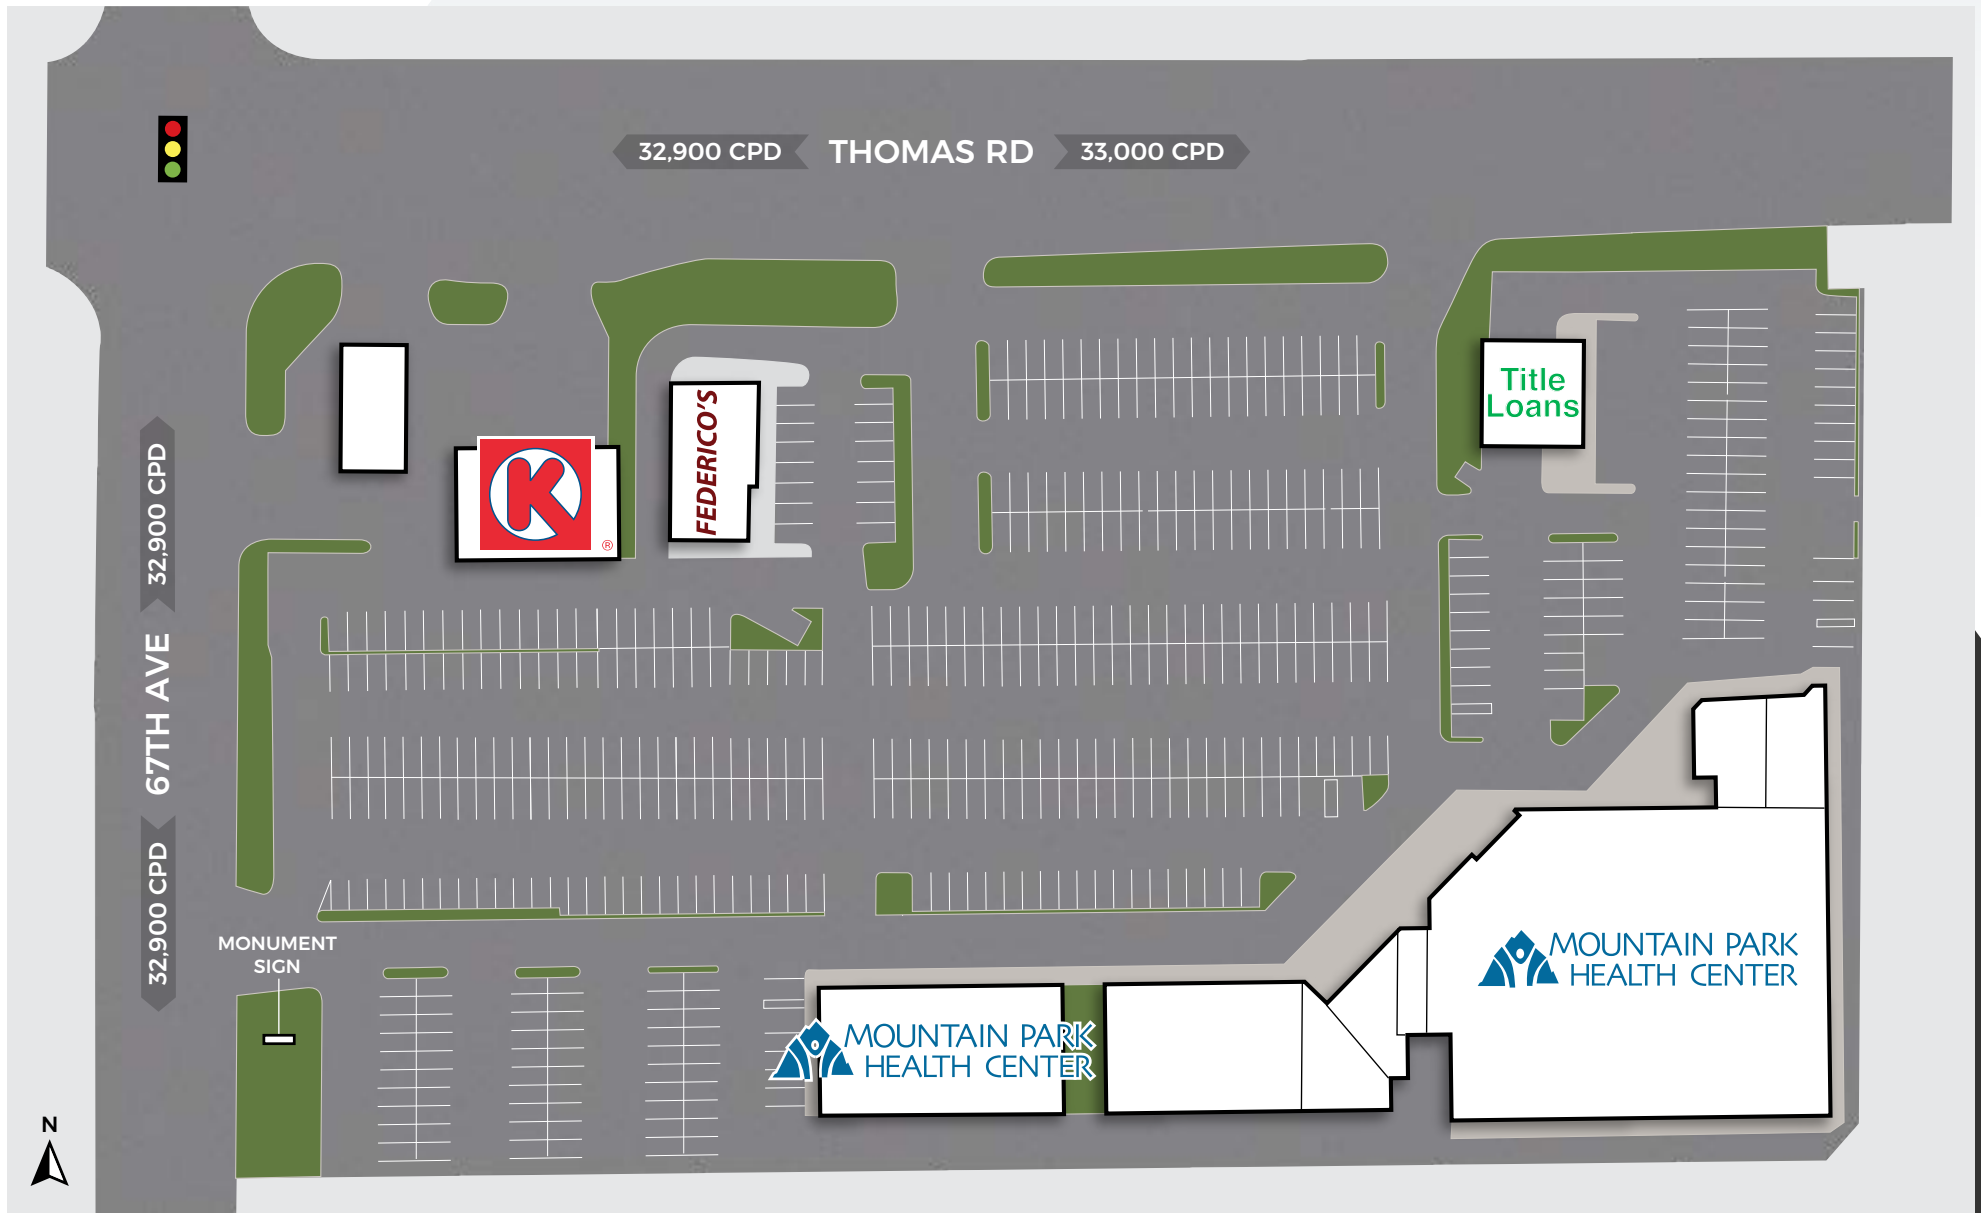 32,900 CPD
THOMAS RD
33,000 CPD
Title
Loans
FEDERICO'S
K
®
32,900 CPD
67TH AVE
32,900 CPD
MONUMENT
SIGN
MOUNTAIN PARK
HEALTH CENTER
MOUNTAIN PARK
HEALTH CENTER
N